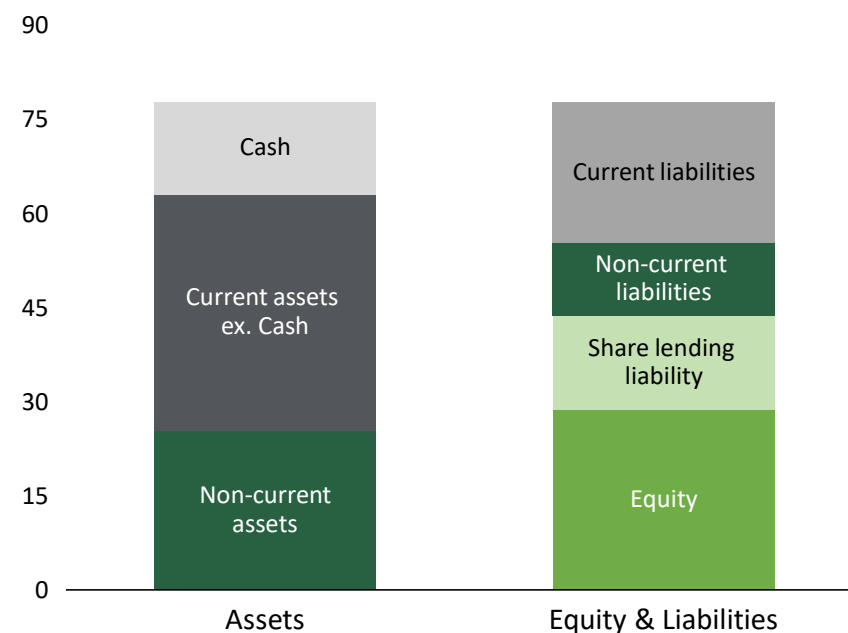 90
75
60
45
30
15
0
Cash
Current assets
ex. Cash
Non-current
assets
Current liabilities
Non-current
liabilities
Share lending
liability
Equity
Assets
Equity & Liabilities